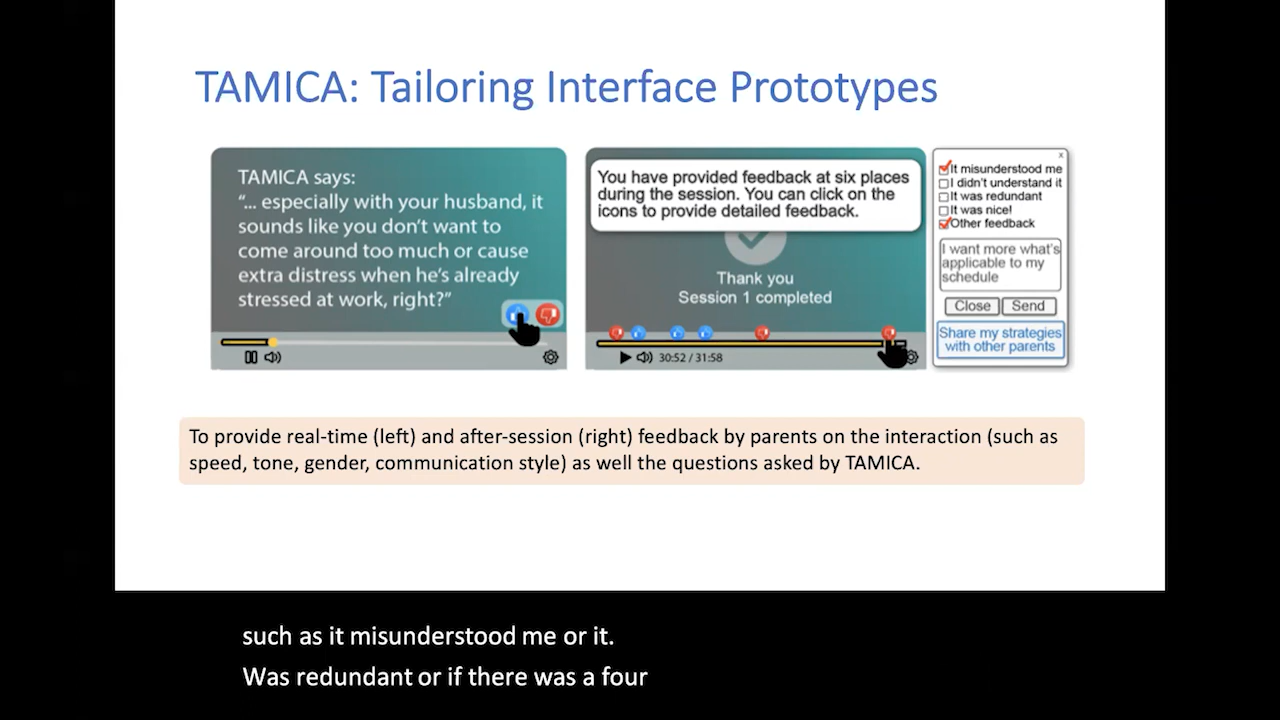 TAMICA: Tailoring Interface Prototypes
TAMICA says:
“... especially with your husband, it
sounds like you don’t want to
come around too much or cause
extra distress when he’s already
stressed at work, right?”
You have provided feedback at six places
during the session. You can click on the
icons to provide detailed feedback.
Thank you
Session 1 completed
30:52 / 31:58
x
It misunderstood me
I didn’t understand it
It was redundant
It was nice!
Other feedback
I want more what’s
applicable to my
schedule
Close Send
Share my strategies
with other parents
To provide real-time (left) and after-session (right) feedback by parents on the interaction (such as
speed, tone, gender, communication style) as well the questions asked by TAMICA.
such as it misunderstood me or it.
Was redundant or if there was a four